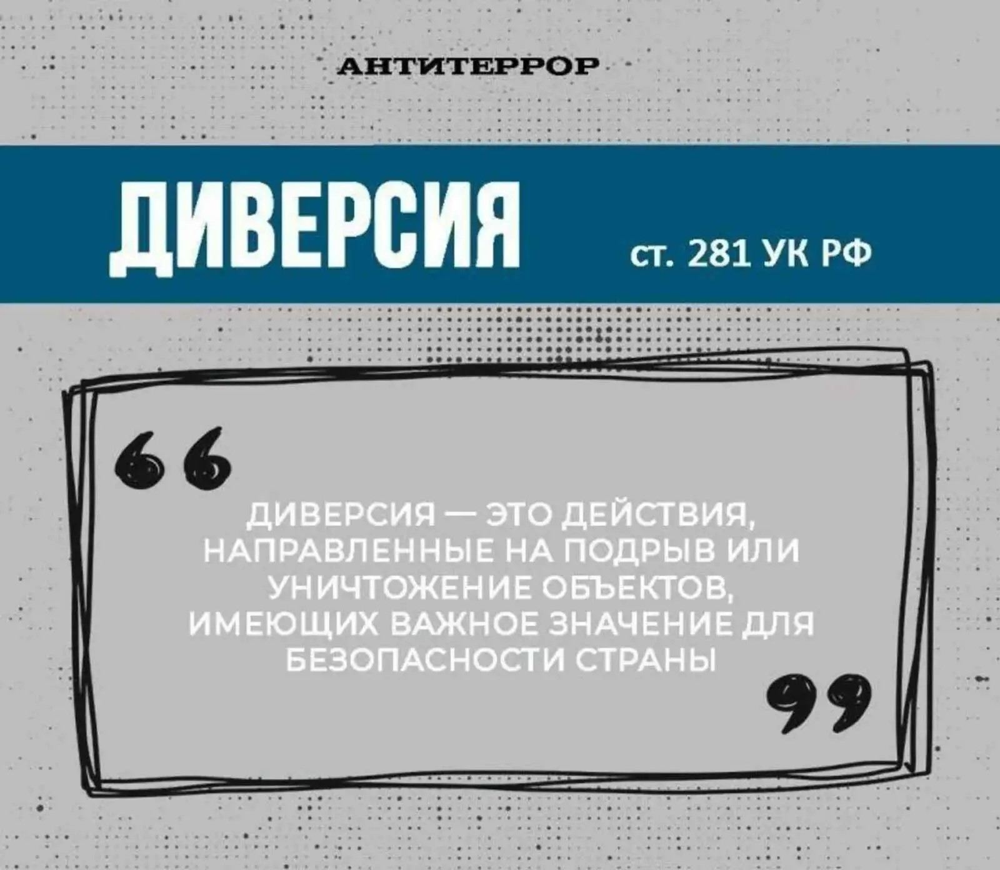 АНТИТЕРРОР
ДИВЕРСИЯ
ст. 281 УК РФ
ДИВЕРСИЯ — ЭТО ДЕЙСТВИЯ,
НАПРАВЛЕННЫЕ НА ПОДРЫВ ИЛИ
УНИЧТОЖЕНИЕ ОБЪЕКТОВ,
ИМЕЮЩИХ ВАЖНОЕ ЗНАЧЕНИЕ ДЛЯ
БЕЗОПАСНОСТИ СТРАНЫ